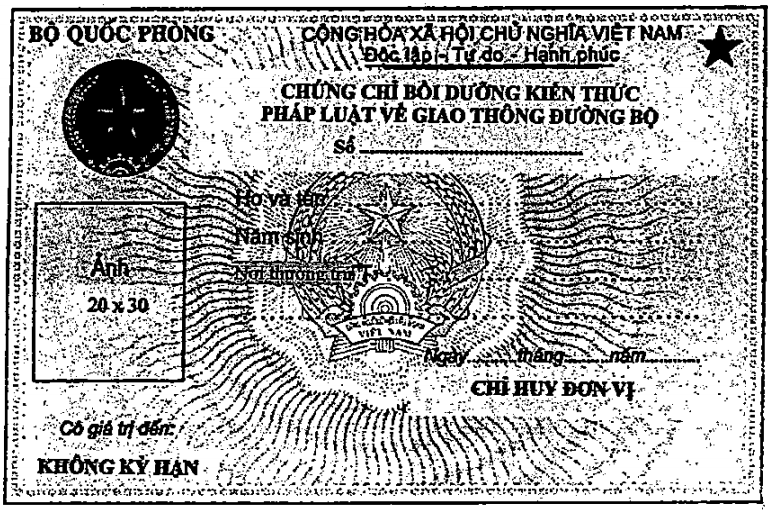 BỘ QUỐC PHÒNG
CỘNG HÒA XÃ HỘI CHỦ NGHĨA VIỆT NAM
Độc lập - Tự do - Hạnh phúc
CHỨNG CHỈ BỒI DƯỠNG KIẾN THỨC
PHÁP LUẬT VỀ GIAO THÔNG ĐƯỜNG BỘ
Số
Họ và tên
Năm sinh
Nơi thường trú
Ảnh
20 x 30
VIỆT NAM
Ngày.........tháng.........năm............
CHỈ HUY ĐƠN VỊ
Có giá trị đến:
KHÔNG KỲ HẠN